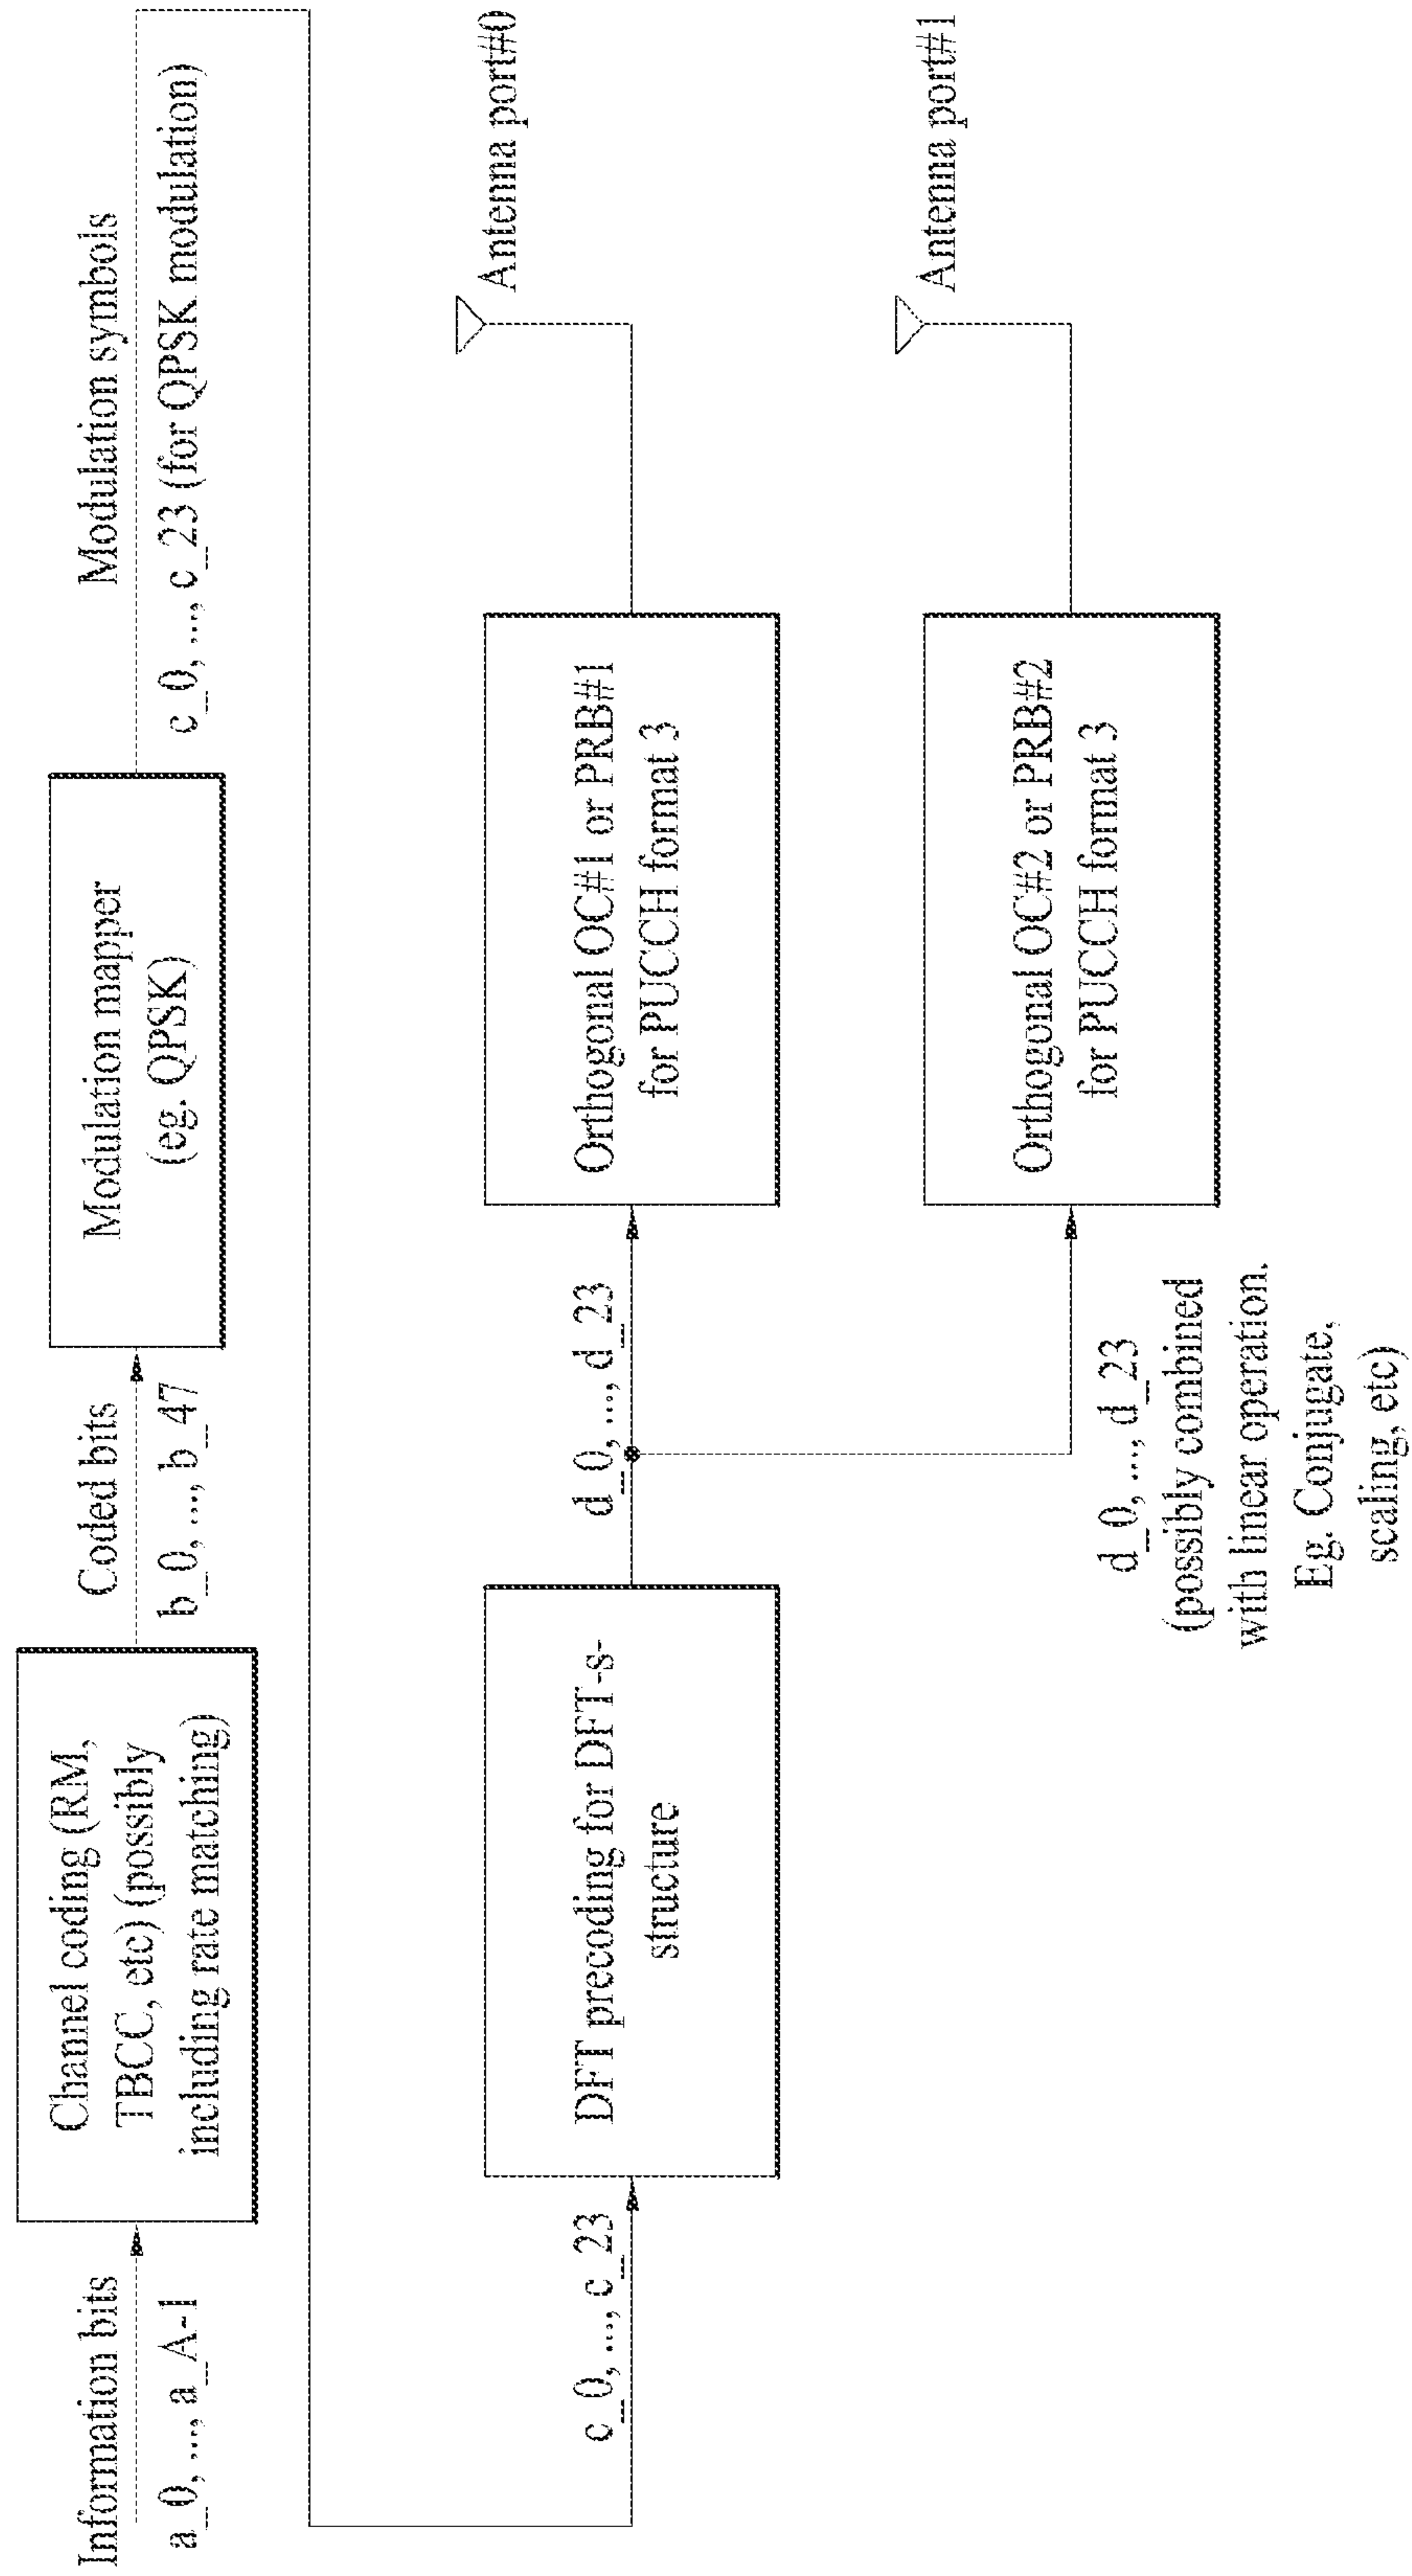 Information bits
a_0, ..., a_A-1
Channel coding (RM,
TBCC, etc) (possibly
including rate matching)
Coded bits
b_0, ..., b_47
Modulation mapper
(eg. QPSK)
Modulation symbols
c_0, ..., c_23 (for QPSK modulation)
c_0, ..., c_23
DFT precoding for DFT-s-
structure
d_0, ..., d_23
Orthogonal OC#1 or PRB#1
for PUCCH format 3
Antenna port#0
d_0, ..., d_23
(possibly combined
with linear operation.
Eg. Conjugate,
scaling, etc)
Orthogonal OC#2 or PRB#2
for PUCCH format 3
Antenna port#1